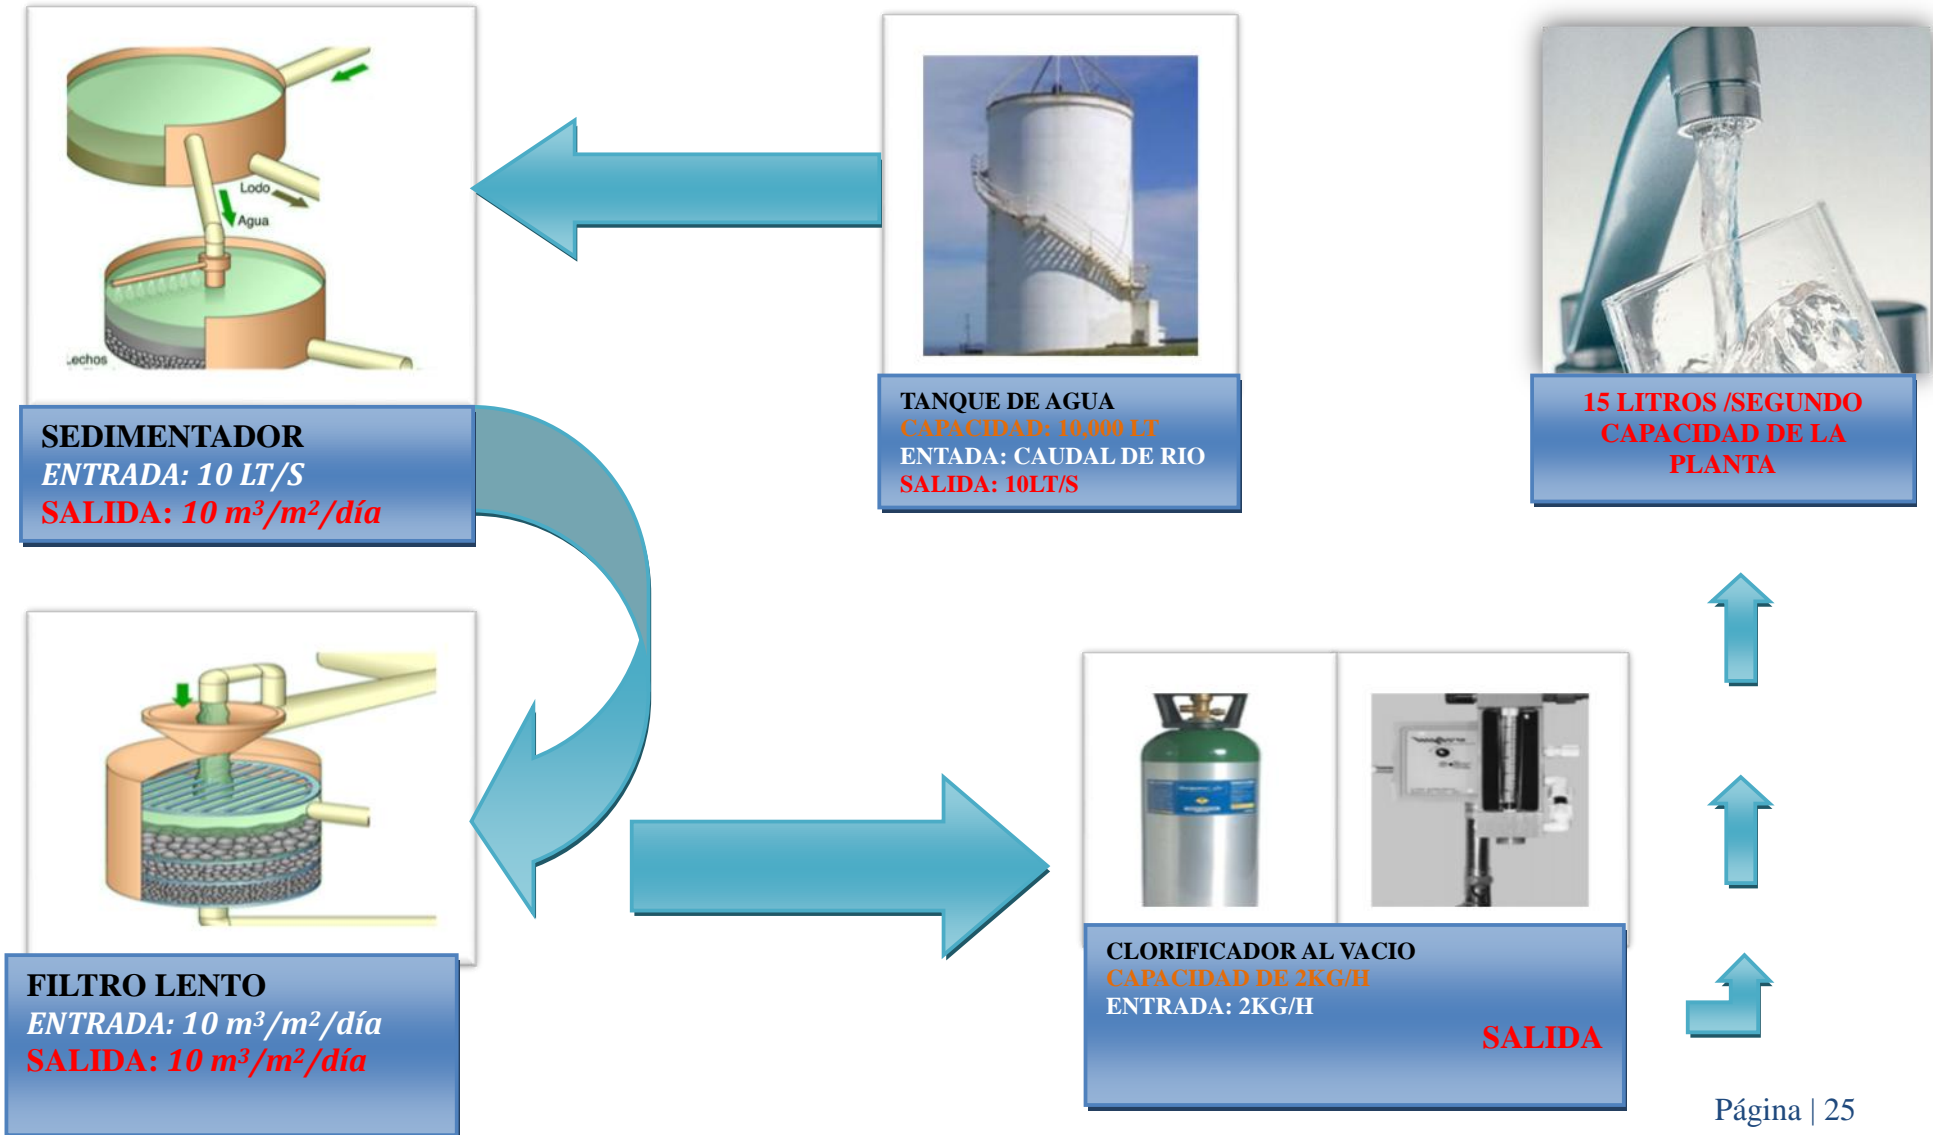 Lodo
Agua
Lechos
SEDIMENTADOR
ENTRADA: 10 LT/S
SALIDA: 10 m³/m²/día
TANQUE DE AGUA
CAPACIDAD: 10,000 LT
ENTADA: CAUDAL DE RIO
SALIDA: 10LT/S
15 LITROS /SEGUNDO
CAPACIDAD DE LA
PLANTA
FILTRO LENTO
ENTRADA: 10 m³/m²/día
SALIDA: 10 m³/m²/día
CLORIFICADOR AL VACIO
CAPACIDAD DE 2KG/H
ENTRADA: 2KG/H
SALIDA
Página | 25